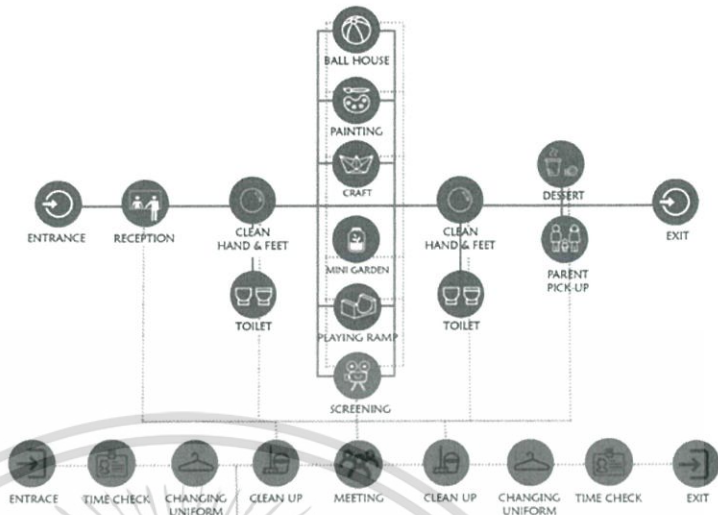 BALL HOUSE
PAINTING
CRAFT
DESSERT
ENTRANCE
RECEPTION
CLEAN
HAND & FEET
CLEAN
HAND & FEET
EXIT
MINI GARDEN
PARENT
PICK-UP
TOILET
TOILET
PLAYING RAMP
SCREENING
ENTRACE
TIME CHECK
CHANGING
UNIFORM
CLEAN UP
MEETING
CLEAN UP
CHANGING
UNIFORM
TIME CHECK
EXIT